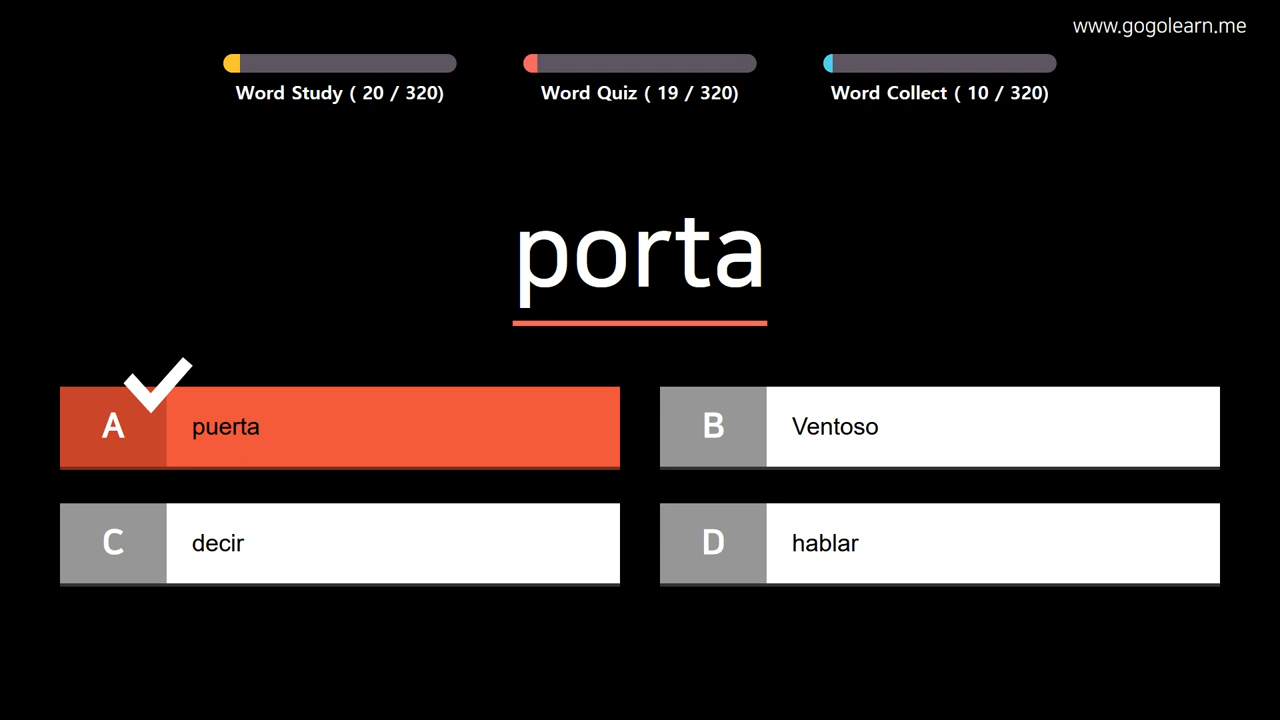 www.gogolearn.me
Word Study ( 20 / 320)
Word Quiz ( 19 / 320)
Word Collect ( 10 / 320)
porta
A puerta
B Ventoso
C decir
D hablar